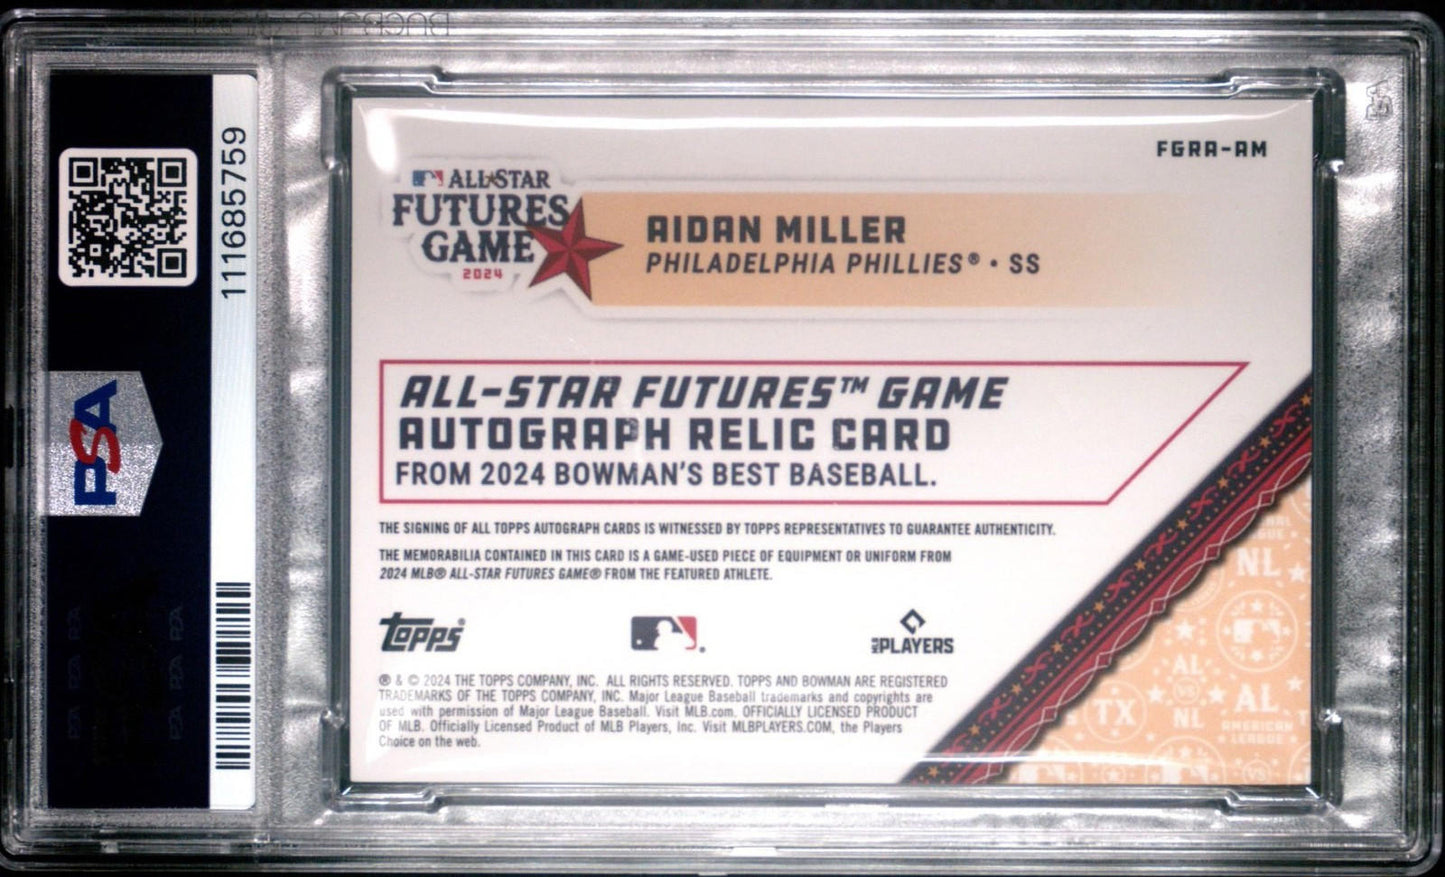 111685759
PSA
FGRA-AM
ALL STAR
FUTURES
GAME
2024
AIDAN MILLER
PHILADELPHIA PHILLIES® • SS
ALL-STAR FUTURES™ GAME
AUTOGRAPH RELIC CARD
FROM 2024 BOWMAN'S BEST BASEBALL.
THE SIGNING OF ALL TOPPS AUTOGRAPH CARDS IS WITNESSED BY TOPPS REPRESENTATIVES TO GUARANTEE AUTHENTICITY.
THE MEMORABILIA CONTAINED IN THIS CARD IS A GAME-USED PIECE OF EQUIPMENT OR UNIFORM FROM
2024 MLB® ALL-STAR FUTURES GAME® FROM THE FEATURED ATHLETE.
topps®
MLB PLAYERS
® & © 2024 THE TOPPS COMPANY, INC. ALL RIGHTS RESERVED. TOPPS AND BOWMAN ARE REGISTERED
TRADEMARKS OF THE TOPPS COMPANY, INC. Major League Baseball trademarks and copyrights are
used with permission of Major League Baseball. Visit MLB.com. OFFICIALLY LICENSED PRODUCT
OF MLB. Officially Licensed Product of MLB Players, Inc. Visit MLBPLAYERS.COM, the Players
Choice on the web.
NL
AL
VS
NL
TX
AL
AMERICAN
LEAGUE
VS